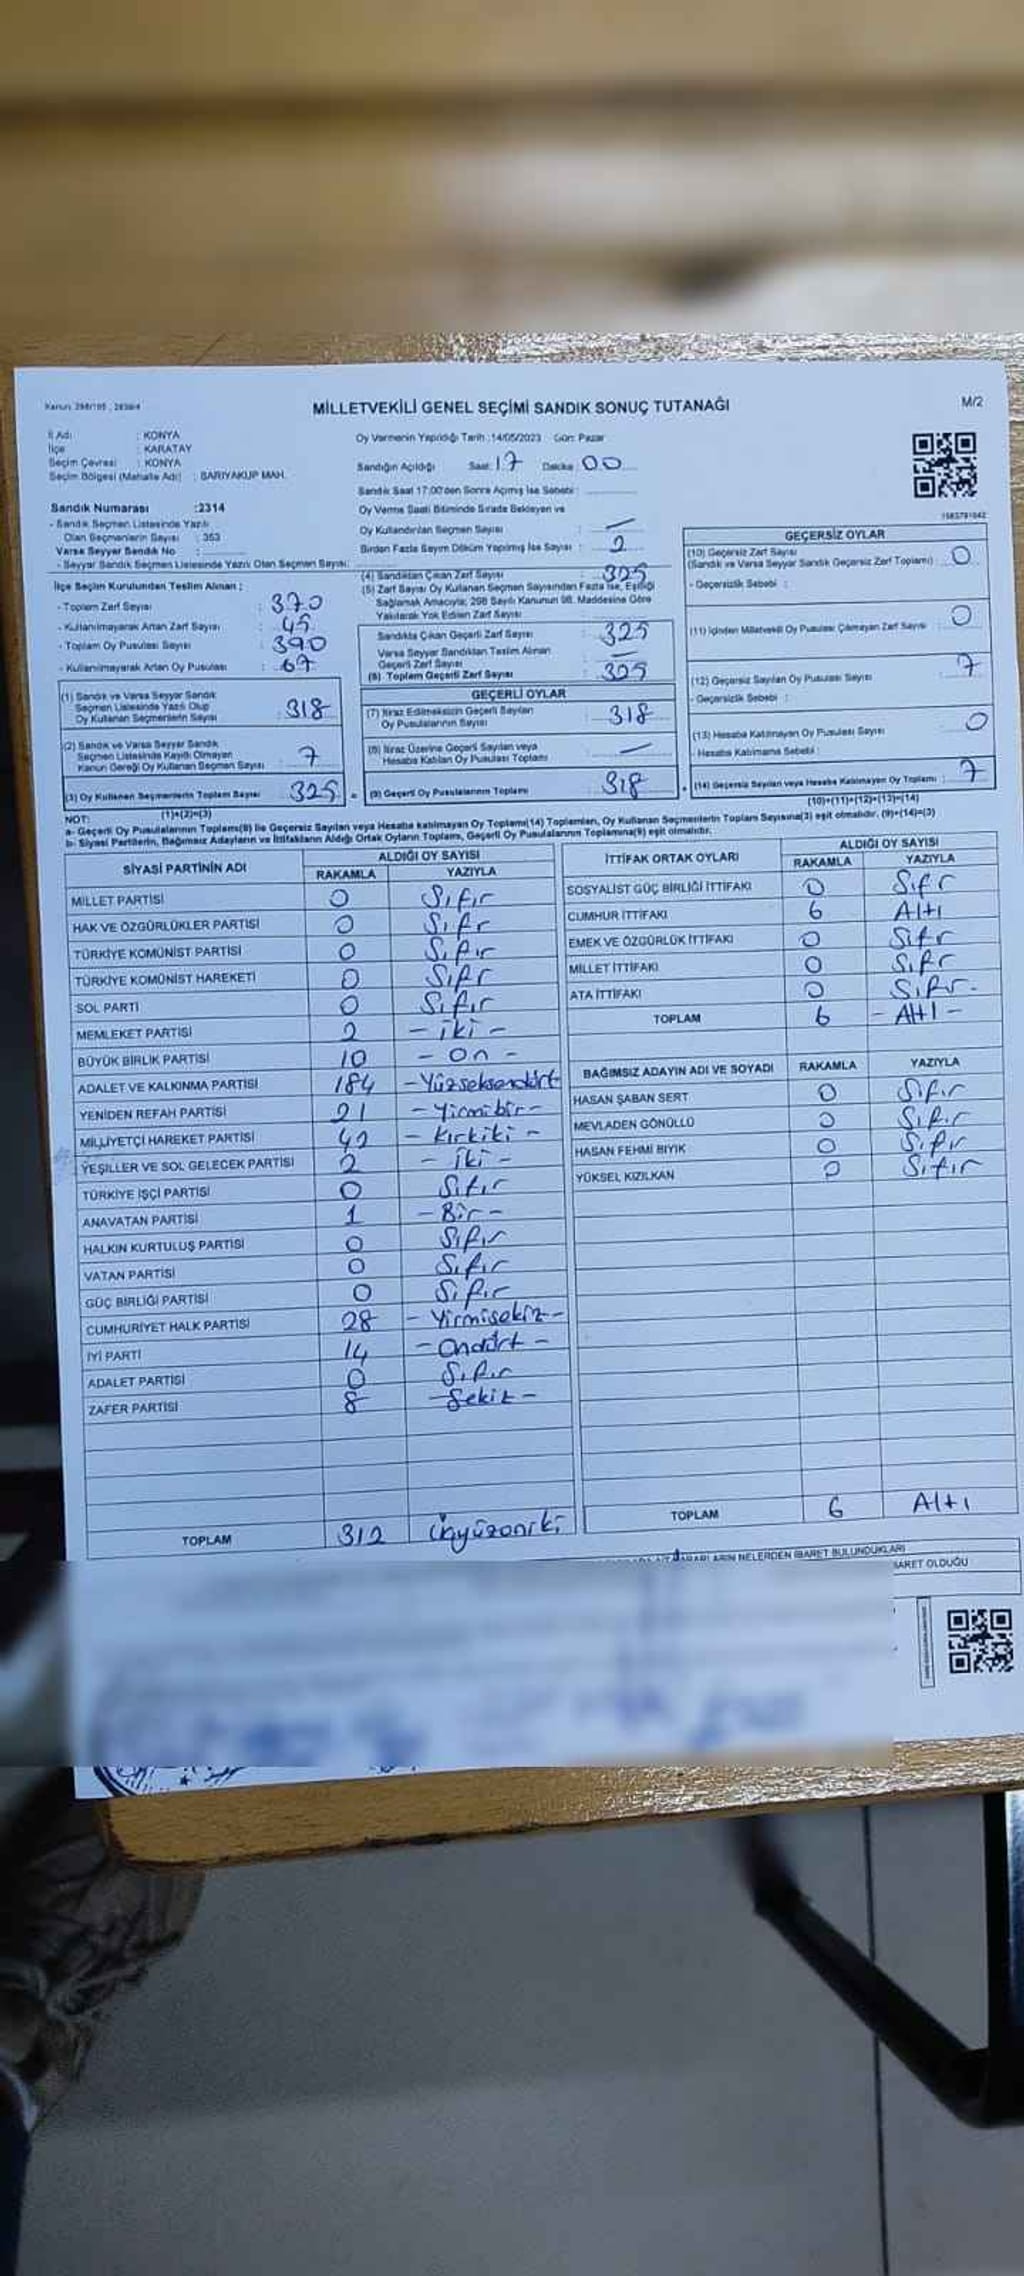 Kanun: 298/105 , 2839/4
MİLLETVEKİLİ GENEL SEÇİMİ SANDIK SONUÇ TUTANAĞI
M/2
İl Adı : KONYA
İlçe : KARATAY
Seçim Çevresi : KONYA
Seçim Bölgesi (Mahalle Adı) : SARIYAKUP MAH.
Sandık Numarası :2314
- Sandık Seçmen Listesinde Yazılı
Olan Seçmenlerin Sayısı : 353
Varsa Seyyar Sandık No :
- Seyyar Sandık Seçmen Listesinde Yazılı Olan Seçmen Sayısı:
Oy Vermenin Yapıldığı Tarih :14/05/2023 Gün: Pazar
Sandığın Açıldığı Saat: 17 Dakika: 00
Sandık Saat 17:00'den Sonra Açımış İse Sebebi :
Oy Verme Saati Bitiminde Sırada Bekleyen ve
Oy Kullandırılan Seçmen Sayısı : —
Birden Fazla Sayım Döküm Yapılmış İse Sayısı : 2
İlçe Seçim Kurulundan Teslim Alınan ;
- Toplam Zarf Sayısı : 370
- Kullanılmayarak Artan Zarf Sayısı : 45
- Toplam Oy Pusulası Sayısı : 390
- Kullanılmayarak Artan Oy Pusulası : 67
(1) Sandık ve Varsa Seyyar Sandık
Seçmen Listesinde Yazılı Olup
Oy Kullanan Seçmenlerin Sayısı : 318
(2) Sandık ve Varsa Seyyar Sandık
Seçmen Listesinde Kayıtlı Olmayan
Kanun Gereği Oy Kullanan Seçmen Sayısı : 7
(3) Oy Kullanan Seçmenlerin Toplam Sayısı : 325
(1)+(2)=(3)
(4) Sandıktan Çıkan Zarf Sayısı : 325
(5) Zarf Sayısı Oy Kullanan Seçmen Sayısından Fazla İse, Eşitliği
Sağlamak Amacıyla; 298 Sayılı Kanunun 98. Maddesine Göre
Yakılarak Yok Edilen Zarf Sayısı :
Sandıkta Çıkan Geçerli Zarf Sayısı : 325
Varsa Seyyar Sandıktan Teslim Alınan
Geçerli Zarf Sayısı : —
(6) Toplam Geçerli Zarf Sayısı : 325
GEÇERLİ OYLAR
(7) İtiraz Edilmeksizin Geçerli Sayılan
Oy Pusulalarının Sayısı : 318
(8) İtiraz Üzerine Geçerli Sayılan veya
Hesaba Katılan Oy Pusulası Toplamı : —
(9) Geçerli Oy Pusulalarının Toplamı : 318
GEÇERSİZ OYLAR
(10) Geçersiz Zarf Sayısı
(Sandık ve Varsa Seyyar Sandık Geçersiz Zarf Toplamı) : 0
- Geçersizlik Sebebi :
(11) İçinden Milletvekili Oy Pusulası Çıkmayan Zarf Sayısı : 0
(12) Geçersiz Sayılan Oy Pusulası Sayısı : 7
- Geçersizlik Sebebi :
(13) Hesaba Katılmayan Oy Pusulası Sayısı : 0
- Hesaba Katılmama Sebebi :
(14) Geçersiz Sayılan veya Hesaba Katılmayan Oy Toplamı : 7
(10)+(11)+(12)+(13)=(14)
NOT:
a- Geçerli Oy Pusulalarının Toplamı(9) ile Geçersiz Sayılan veya Hesaba katılmayan Oy Toplamı(14) Toplamları, Oy Kullanan Seçmenlerin Toplam Sayısına(3) eşit olmalıdır. (9)+(14)=(3)
b- Siyasi Partilerin, Bağımsız Adayların ve İttifakların Aldığı Ortak Oyların Toplamı, Geçerli Oy Pusulalarının Toplamına(9) eşit olmalıdır.
SİYASİ PARTİNİN ADI ALDIĞI OY SAYISI
RAKAMLA YAZIYLA
MİLLET PARTİSİ 0 Sıfır
HAK VE ÖZGÜRLÜKLER PARTİSİ 0 Sıfır
TÜRKİYE KOMÜNİST PARTİSİ 0 Sıfır
TÜRKİYE KOMÜNİST HAREKETİ 0 Sıfır
SOL PARTİ 0 Sıfır
MEMLEKET PARTİSİ 2 - iki -
BÜYÜK BİRLİK PARTİSİ 10 - on -
ADALET VE KALKINMA PARTİSİ 184 - Yüzseksendört
YENİDEN REFAH PARTİSİ 21 - Yirmibir -
MİLLİYETÇİ HAREKET PARTİSİ 42 - Kırkiki -
YEŞİLLER VE SOL GELECEK PARTİSİ 2 - iki -
TÜRKİYE İŞÇİ PARTİSİ 0 Sıfır
ANAVATAN PARTİSİ 1 - Bir -
HALKIN KURTULUŞ PARTİSİ 0 Sıfır
VATAN PARTİSİ 0 Sıfır
GÜÇ BİRLİĞİ PARTİSİ 0 Sıfır
CUMHURİYET HALK PARTİSİ 28 - Yirmisekiz -
İYİ PARTİ 14 - Ondört -
ADALET PARTİSİ 0 Sıfır
ZAFER PARTİSİ 8 - Sekiz -
TOPLAM 312 Üçyüzoniki
İTTİFAK ORTAK OYLARI ALDIĞI OY SAYISI
RAKAMLA YAZIYLA
SOSYALİST GÜÇ BİRLİĞİ İTTİFAKI 0 Sıfır
CUMHUR İTTİFAKI 6 Altı
EMEK VE ÖZGÜRLÜK İTTİFAKI 0 Sıfır
MİLLET İTTİFAKI 0 Sıfır
ATA İTTİFAKI 0 Sıfır.
TOPLAM 6 - Altı -
BAĞIMSIZ ADAYIN ADI VE SOYADI RAKAMLA YAZIYLA
HASAN ŞABAN SERT 0 Sıfır
MEVLADEN GÖNÜLLÜ 0 Sıfır
HASAN FEHMİ BIYIK 0 Sıfır
YÜKSEL KIZILKAN 0 Sıfır
TOPLAM 6 Altı
NELERDEN İBARET BULUNDUKLARI
OLDUĞU